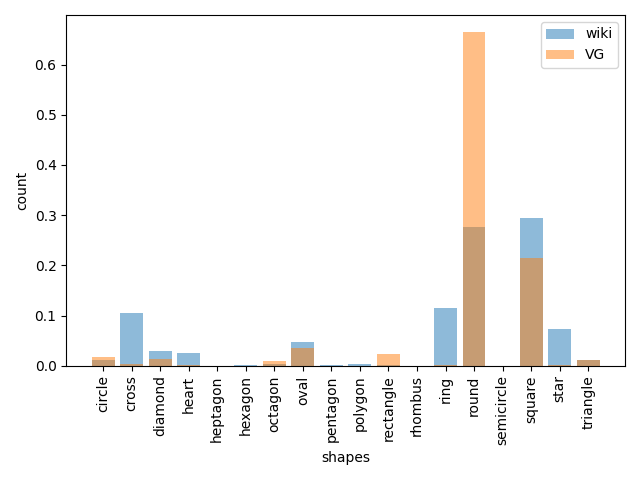 wiki
VG
count
0.6
0.5
0.4
0.3
0.2
0.1
0.0
circle
cross
diamond
heart
heptagon
hexagon
octagon
oval
pentagon
polygon
rectangle
rhombus
ring
round
semicircle
square
star
triangle
shapes